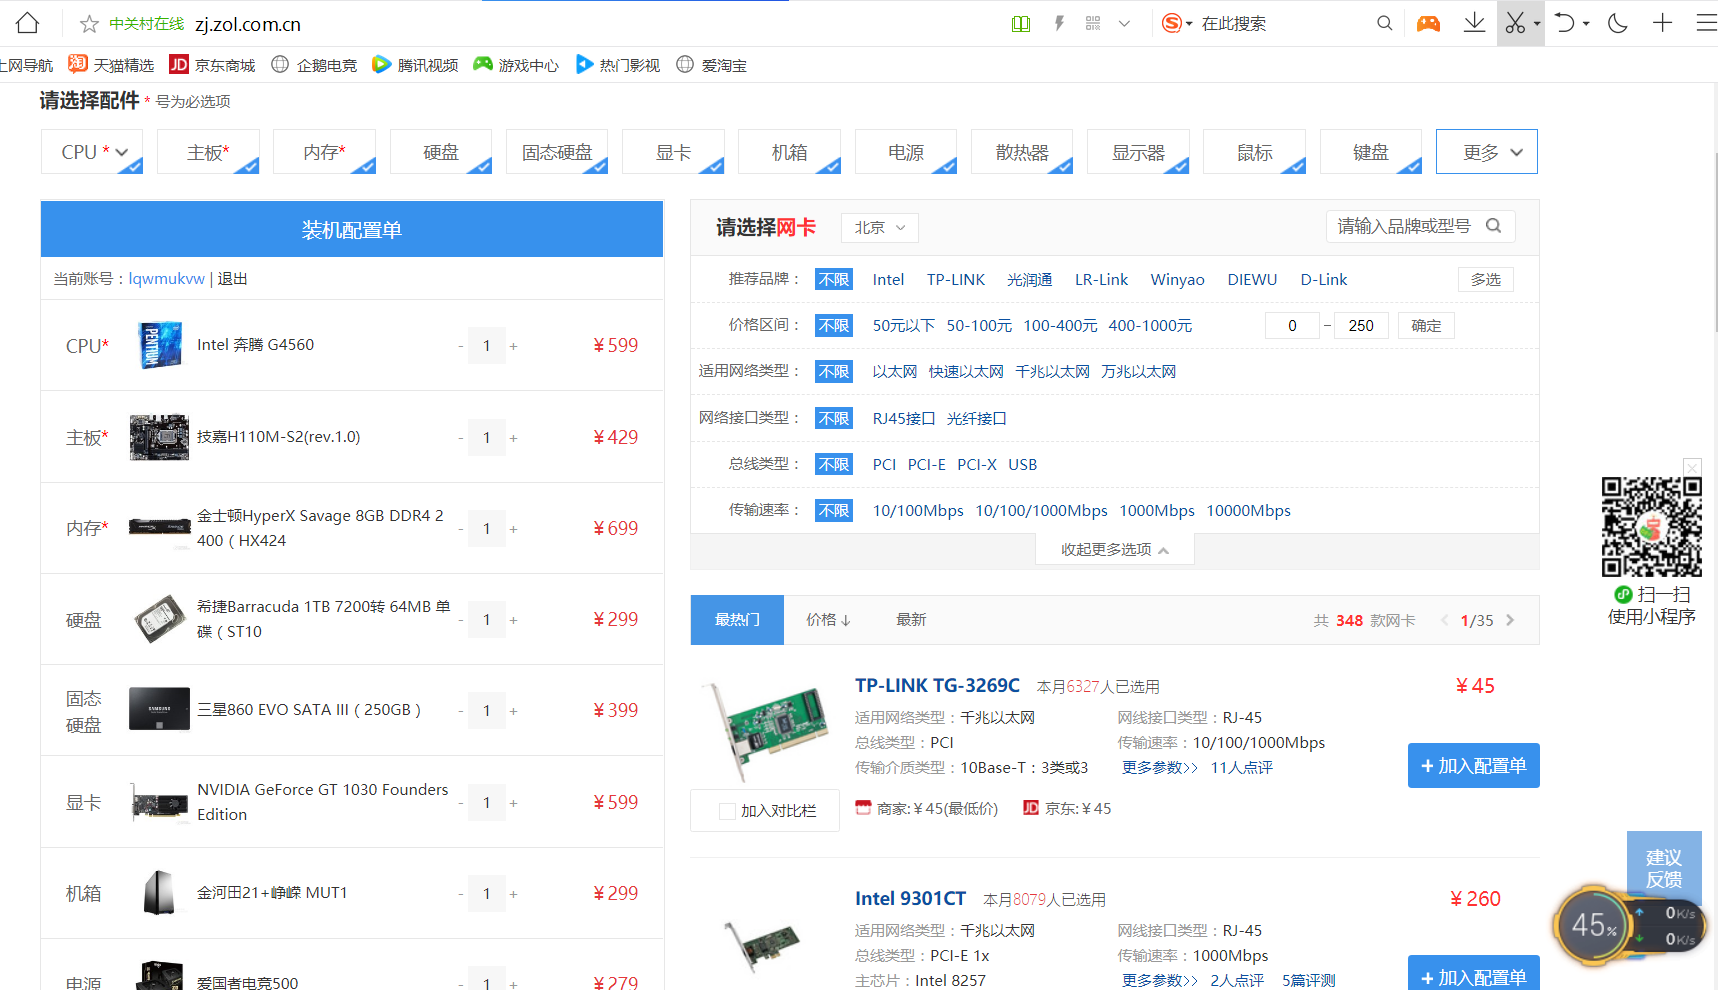 中关村在线 zj.zol.com.cn
在此搜索
上网导航 天猫精选 JD 京东商城 企鹅电竞 腾讯视频 游戏中心 热门影视 爱淘宝
请选择配件 * 号为必选项
CPU * 主板* 内存* 硬盘 固态硬盘 显卡 机箱 电源 散热器 显示器 鼠标 键盘 更多
装机配置单
当前账号：lqwmukvw | 退出
CPU* Intel 奔腾 G4560 - 1 + ¥599
主板* 技嘉H110M-S2(rev.1.0) - 1 + ¥429
内存* 金士顿HyperX Savage 8GB DDR4 2
400（HX424 - 1 + ¥699
硬盘 希捷Barracuda 1TB 7200转 64MB 单
碟（ST10 - 1 + ¥299
固态
硬盘 三星860 EVO SATA III（250GB） - 1 + ¥399
显卡 NVIDIA GeForce GT 1030 Founders
Edition - 1 + ¥599
机箱 金河田21+峥嵘 MUT1 - 1 + ¥299
电源 爱国者电竞500 - 1 + ¥279
请选择网卡 北京 请输入品牌或型号
推荐品牌： 不限 Intel TP-LINK 光润通 LR-Link Winyao DIEWU D-Link 多选
价格区间： 不限 50元以下 50-100元 100-400元 400-1000元 0 - 250 确定
适用网络类型： 不限 以太网 快速以太网 千兆以太网 万兆以太网
网络接口类型： 不限 RJ45接口 光纤接口
总线类型： 不限 PCI PCI-E PCI-X USB
传输速率： 不限 10/100Mbps 10/100/1000Mbps 1000Mbps 10000Mbps
收起更多选项
最热门 价格↓ 最新 共 348 款网卡 1/35
TP-LINK TG-3269C 本月6327人已选用 ¥45
适用网络类型：千兆以太网 网线接口类型：RJ-45
总线类型：PCI 传输速率：10/100/1000Mbps
传输介质类型：10Base-T：3类或3 更多参数>> 11人点评
+ 加入配置单
加入对比栏 商家:¥45(最低价) JD 京东:¥45
Intel 9301CT 本月8079人已选用 ¥260
适用网络类型：千兆以太网 网线接口类型：RJ-45
总线类型：PCI-E 1x 传输速率：1000Mbps
主芯片：Intel 8257 更多参数>> 2人点评 5篇评测
+ 加入配置单
扫一扫
使用小程序
建议
反馈
45% 0K/s
0K/s